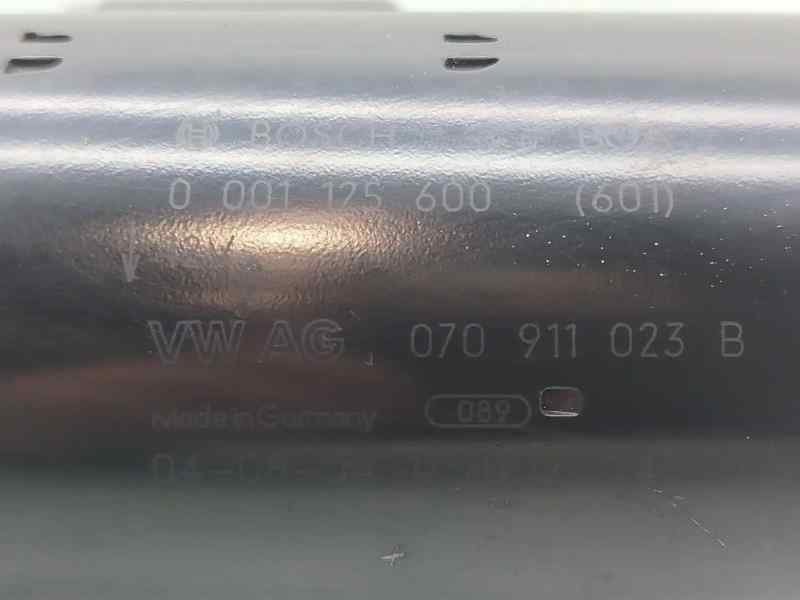 BOSCH
0 001 125 600 (601)
VW AG 070 911 023 B
Made in Germany 089